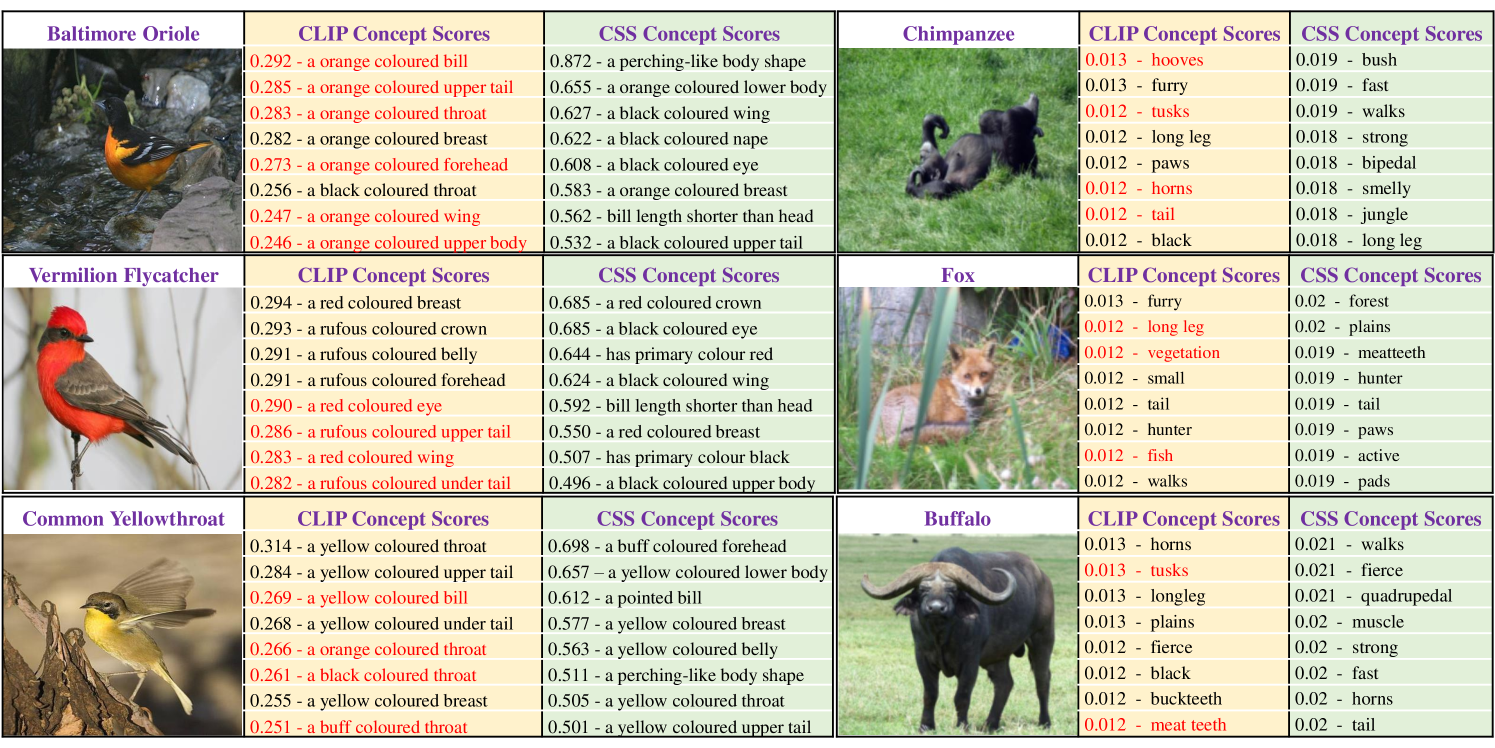 Baltimore Oriole
CLIP Concept Scores
0.292 - a orange coloured bill
0.285 - a orange coloured upper tail
0.283 - a orange coloured throat
0.282 - a orange coloured breast
0.273 - a orange coloured forehead
0.256 - a black coloured throat
0.247 - a orange coloured wing
0.246 - a orange coloured upper body
CSS Concept Scores
0.872 - a perching-like body shape
0.655 - a orange coloured lower body
0.627 - a black coloured wing
0.622 - a black coloured nape
0.608 - a black coloured eye
0.583 - a orange coloured breast
0.562 - bill length shorter than head
0.532 - a black coloured upper tail
Chimpanzee
CLIP Concept Scores
0.013 - hooves
0.013 - furry
0.012 - tusks
0.012 - long leg
0.012 - paws
0.012 - horns
0.012 - tail
0.012 - black
CSS Concept Scores
0.019 - bush
0.019 - fast
0.019 - walks
0.018 - strong
0.018 - bipedal
0.018 - smelly
0.018 - jungle
0.018 - long leg
Vermilion Flycatcher
CLIP Concept Scores
0.294 - a red coloured breast
0.293 - a rufous coloured crown
0.291 - a rufous coloured belly
0.291 - a rufous coloured forehead
0.290 - a red coloured eye
0.286 - a rufous coloured upper tail
0.283 - a red coloured wing
0.282 - a rufous coloured under tail
CSS Concept Scores
0.685 - a red coloured crown
0.685 - a black coloured eye
0.644 - has primary colour red
0.624 - a black coloured wing
0.592 - bill length shorter than head
0.550 - a red coloured breast
0.507 - has primary colour black
0.496 - a black coloured upper body
Fox
CLIP Concept Scores
0.013 - furry
0.012 - long leg
0.012 - vegetation
0.012 - small
0.012 - tail
0.012 - hunter
0.012 - fish
0.012 - walks
CSS Concept Scores
0.02 - forest
0.02 - plains
0.019 - meatteeth
0.019 - hunter
0.019 - tail
0.019 - paws
0.019 - active
0.019 - pads
Common Yellowthroat
CLIP Concept Scores
0.314 - a yellow coloured throat
0.284 - a yellow coloured upper tail
0.269 - a yellow coloured bill
0.268 - a yellow coloured under tail
0.266 - a orange coloured throat
0.261 - a black coloured throat
0.255 - a yellow coloured breast
0.251 - a buff coloured throat
CSS Concept Scores
0.698 - a buff coloured forehead
0.657 – a yellow coloured lower body
0.612 - a pointed bill
0.577 - a yellow coloured breast
0.563 - a yellow coloured belly
0.511 - a perching-like body shape
0.505 - a yellow coloured throat
0.501 - a yellow coloured upper tail
Buffalo
CLIP Concept Scores
0.013 - horns
0.013 - tusks
0.013 - longleg
0.013 - plains
0.012 - fierce
0.012 - black
0.012 - buckteeth
0.012 - meat teeth
CSS Concept Scores
0.021 - walks
0.021 - fierce
0.021 - quadrupedal
0.02 - muscle
0.02 - strong
0.02 - fast
0.02 - horns
0.02 - tail